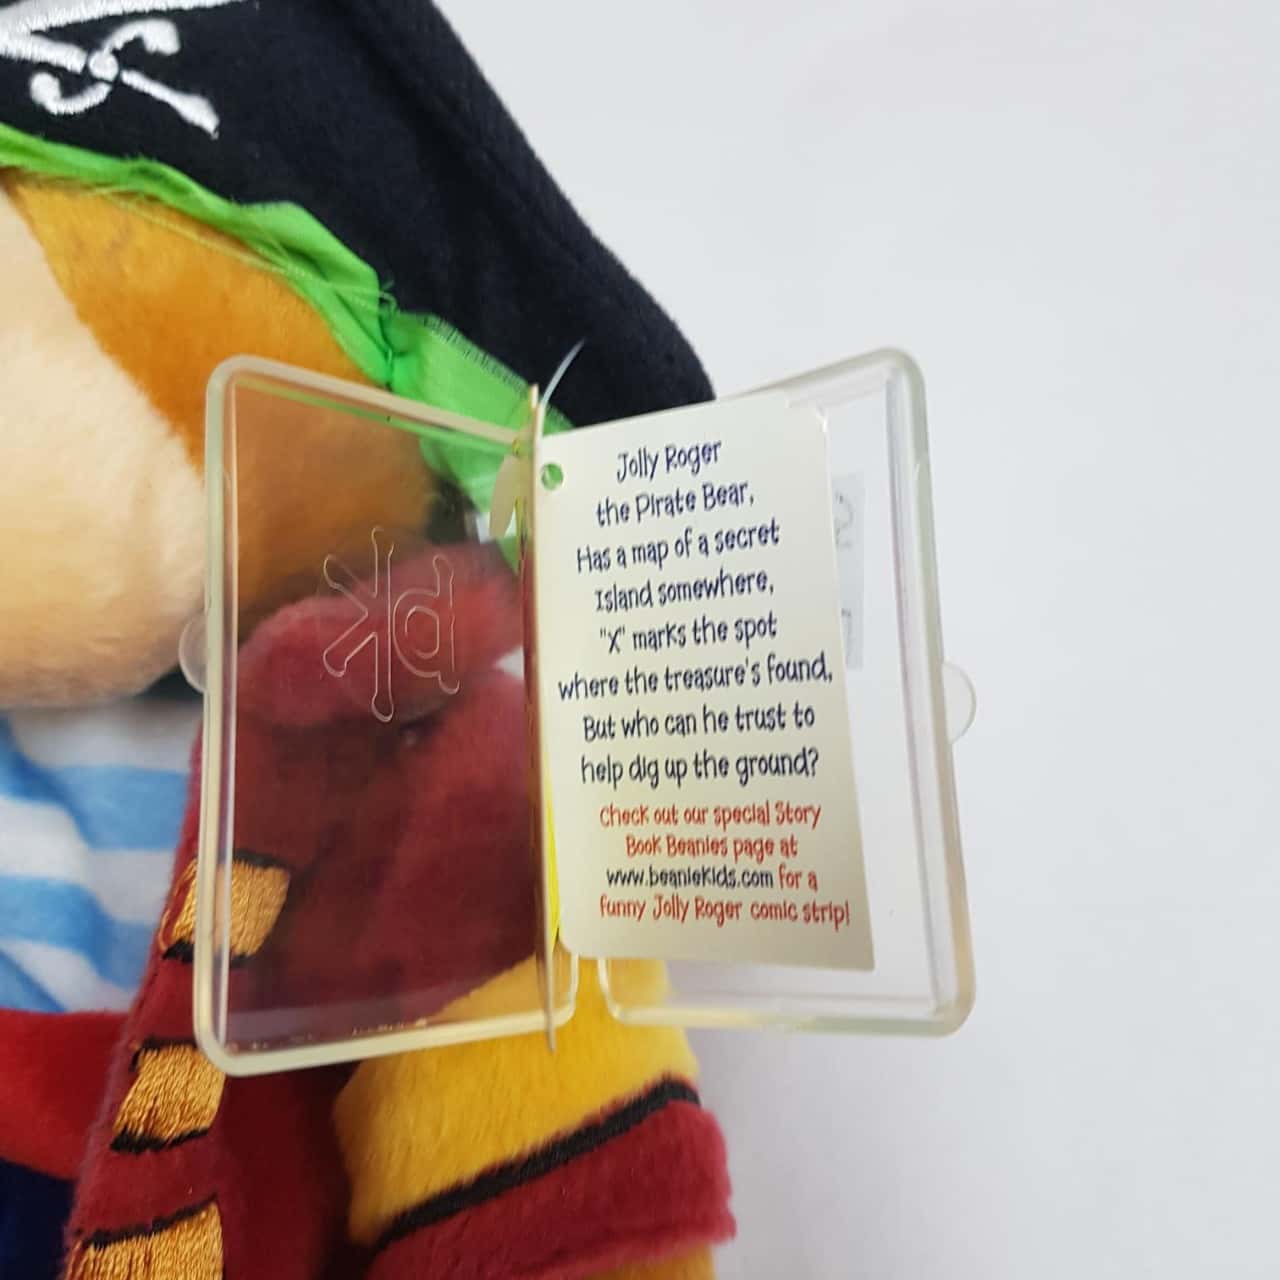 Jolly Roger
the Pirate Bear,
Has a map of a secret
Island somewhere,
"X" marks the spot
where the treasure's found,
But who can he trust to
help dig up the ground?
Check out our special Story
Book Beanies page at
www.beaniekids.com for a
funny Jolly Roger comic strip!